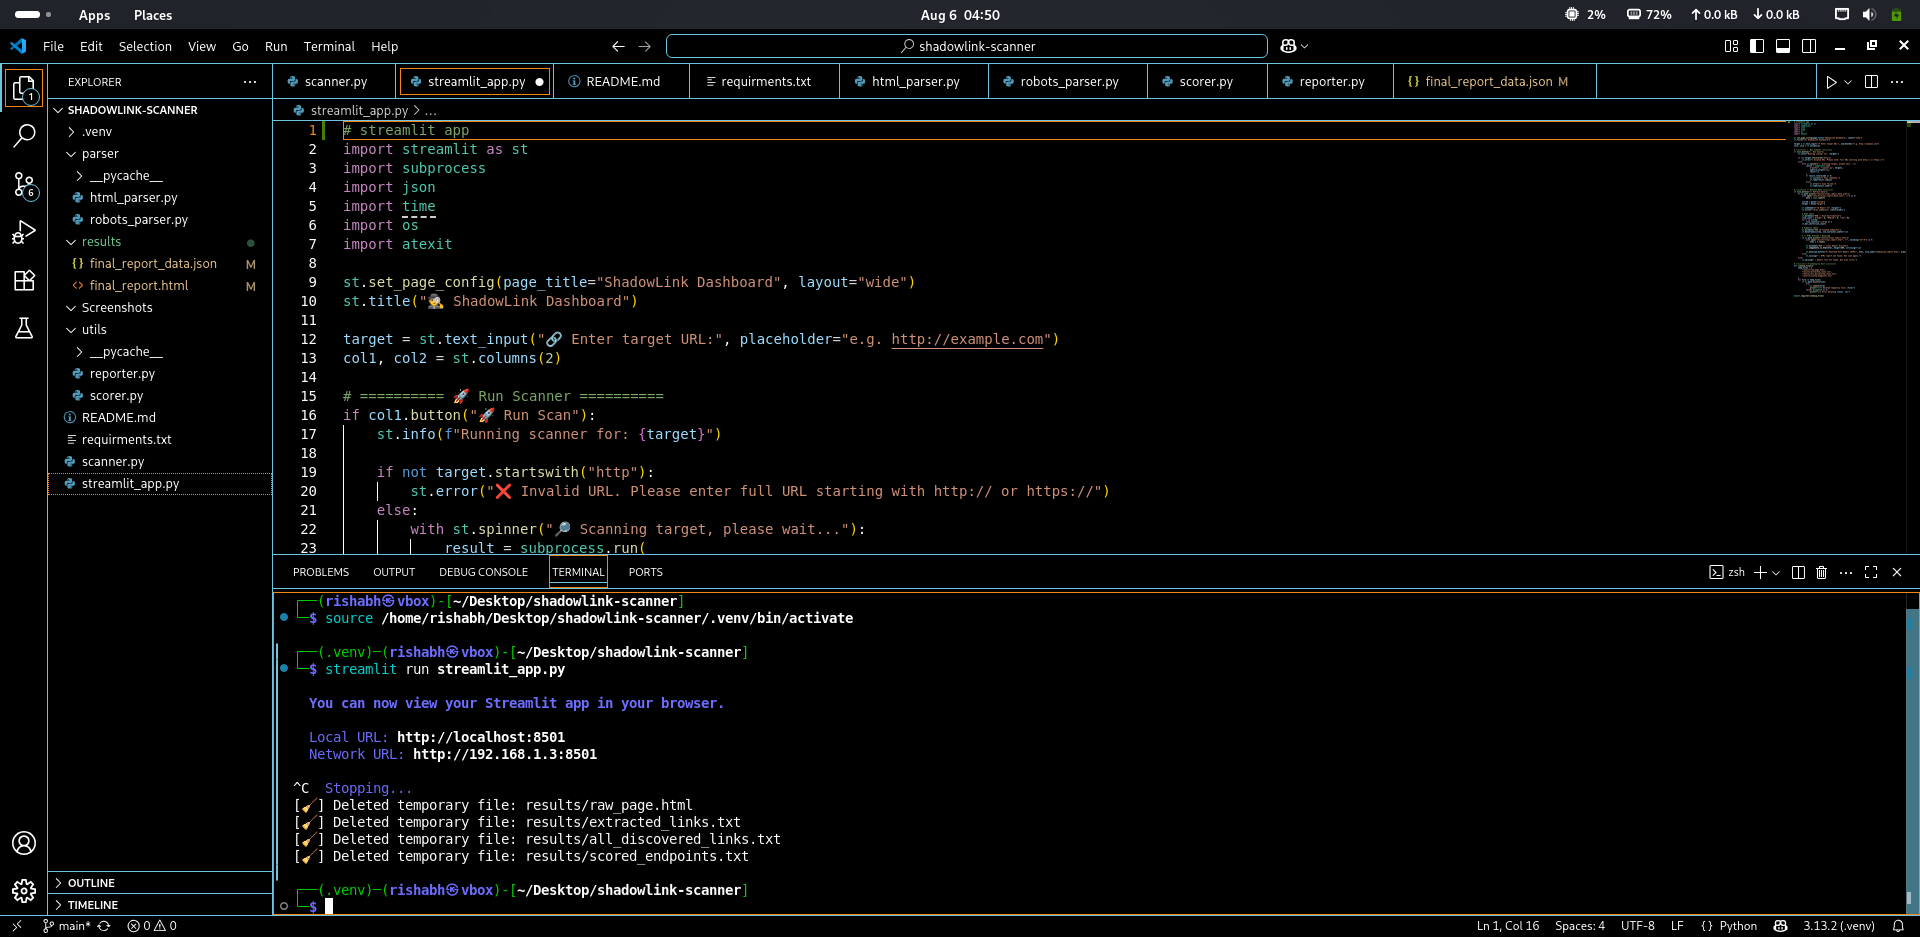 Apps Places Aug 6 04:50 2% 72% 0.0 kB 0.0 kB
File Edit Selection View Go Run Terminal Help shadowlink-scanner
EXPLORER
scanner.py streamlit_app.py README.md requirments.txt html_parser.py robots_parser.py scorer.py reporter.py final_report_data.json M
SHADOWLINK-SCANNER
.venv
parser
__pycache__
html_parser.py
robots_parser.py
results
final_report_data.json M
final_report.html M
Screenshots
utils
__pycache__
reporter.py
scorer.py
README.md
requirments.txt
scanner.py
streamlit_app.py
OUTLINE
TIMELINE
1
6
streamlit_app.py > ...
1 # streamlit app
2 import streamlit as st
3 import subprocess
4 import json
5 import time
6 import os
7 import atexit
8
9 st.set_page_config(page_title="ShadowLink Dashboard", layout="wide")
10 st.title("🕵️ ShadowLink Dashboard")
11
12 target = st.text_input("🔗 Enter target URL:", placeholder="e.g. http://example.com")
13 col1, col2 = st.columns(2)
14
15 # ========== 🚀 Run Scanner ==========
16 if col1.button("🚀 Run Scan"):
17 st.info(f"Running scanner for: {target}")
18
19 if not target.startswith("http"):
20 st.error("❌ Invalid URL. Please enter full URL starting with http:// or https://")
21 else:
22 with st.spinner("🔎 Scanning target, please wait..."):
23 result = subprocess.run(
PROBLEMS OUTPUT DEBUG CONSOLE TERMINAL PORTS zsh
┌──(rishabh㉿vbox)-[~/Desktop/shadowlink-scanner]
└─$ source /home/rishabh/Desktop/shadowlink-scanner/.venv/bin/activate
┌──(.venv)─(rishabh㉿vbox)-[~/Desktop/shadowlink-scanner]
└─$ streamlit run streamlit_app.py
You can now view your Streamlit app in your browser.
Local URL: http://localhost:8501
Network URL: http://192.168.1.3:8501
^C Stopping...
[🧹] Deleted temporary file: results/raw_page.html
[🧹] Deleted temporary file: results/extracted_links.txt
[🧹] Deleted temporary file: results/all_discovered_links.txt
[🧹] Deleted temporary file: results/scored_endpoints.txt
┌──(.venv)─(rishabh㉿vbox)-[~/Desktop/shadowlink-scanner]
└─$
main* 0 0 Ln 1, Col 16 Spaces: 4 UTF-8 LF {} Python 3.13.2 (.venv)